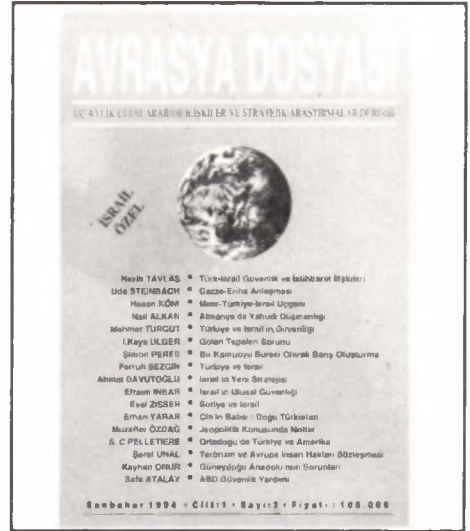 AVRASYA DOSYASI
ÜÇ AYLIK ULUSLARARASI İLİŞKİLER VE STRATEJİK ARAŞTIRMALAR DERGİSİ
İSRAİL
ÖZEL
Nezih TAVLAŞ • Türk-İsrail Güvenlik ve İstihbarat İlişkileri
Udo STEINBACH • Gazze-Eriha Anlaşması
Hasan KÖNİ • Mısır-Türkiye-İsrail Üçgeni
Nail ALKAN • Almanya'da Yahudi Düşmanlığı
Mehmet TURGUT • Türkiye ve İsrail'in Güvenliği
İ.Kaya ÜLGER • Golan Tepeleri Sorunu
Şimon PERES • Bir Kamuoyu Buracı Olarak Barış Oluşturma
Ferruh SEZGİN • Türkiye ve İsrail
Ahmet DAVUTOĞLU • İsrail'in Yeni Stratejisi
Efraim INBAR • İsrail'in Ulusal Güvenliği
Eyal ZISSER • Suriye ve İsrail
Erhan YARAR • Çin'in Batısı: Doğu Türkistan
Muzaffer ÖZDAĞ • Jeopolitik Konusunda Notlar
S. C PELLETIERE • Ortadoğu'da Türkiye ve Amerika
Şeref ÜNAL • Terörizm ve Avrupa İnsan Hakları Sözleşmesi
Kayhan ONUR • Güneydoğu Anadolu'nun Sorunları
Safa ATALAY • ABD Güvenlik Yardımı
Sonbahar 1994 • Cilt:1 • Sayı:3 • Fiyatı: 100.000